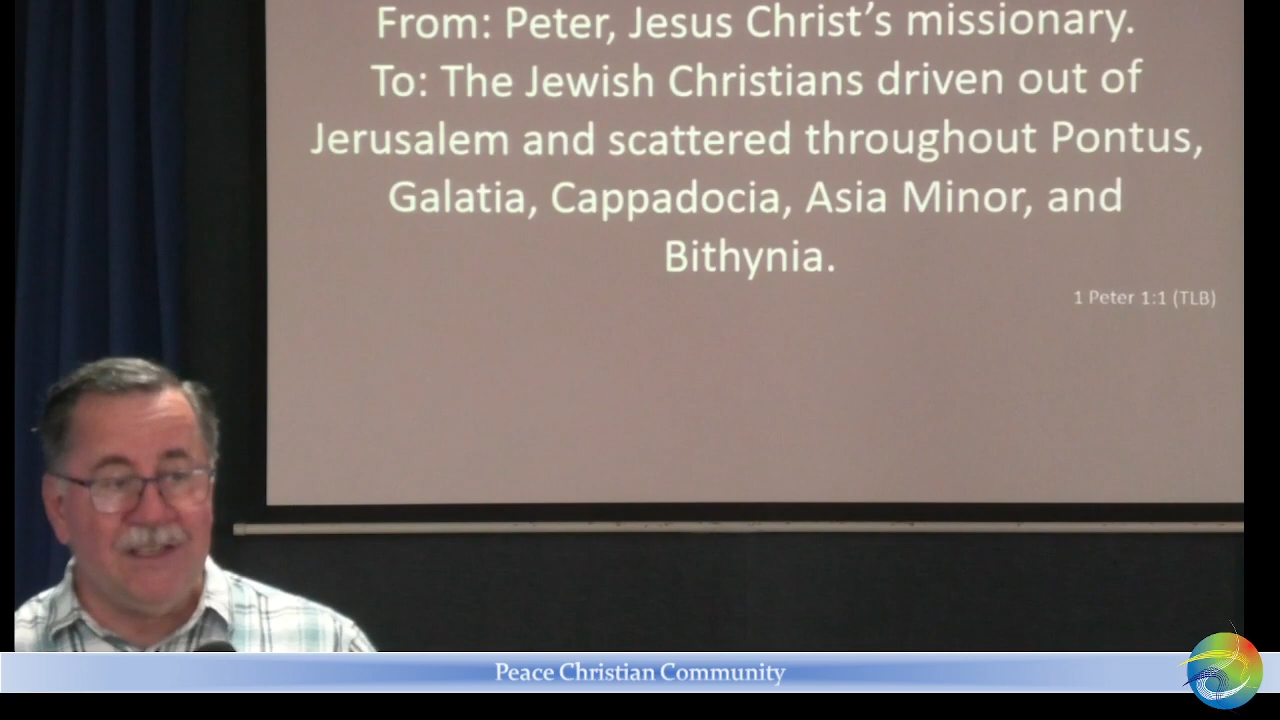 From: Peter, Jesus Christ’s missionary.
To: The Jewish Christians driven out of
Jerusalem and scattered throughout Pontus,
Galatia, Cappadocia, Asia Minor, and
Bithynia.
1 Peter 1:1 (TLB)
Peace Christian Community